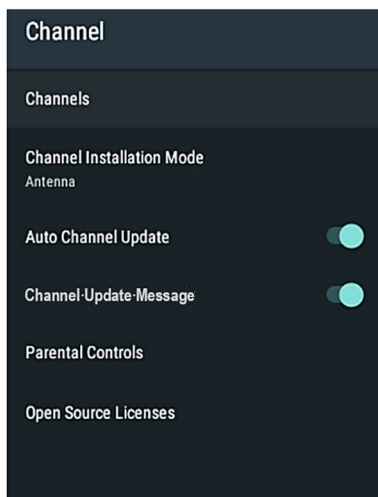 Channel
Channels
Channel Installation Mode
Antenna
Auto Channel Update
Channel·Update·Message
Parental Controls
Open Source Licenses